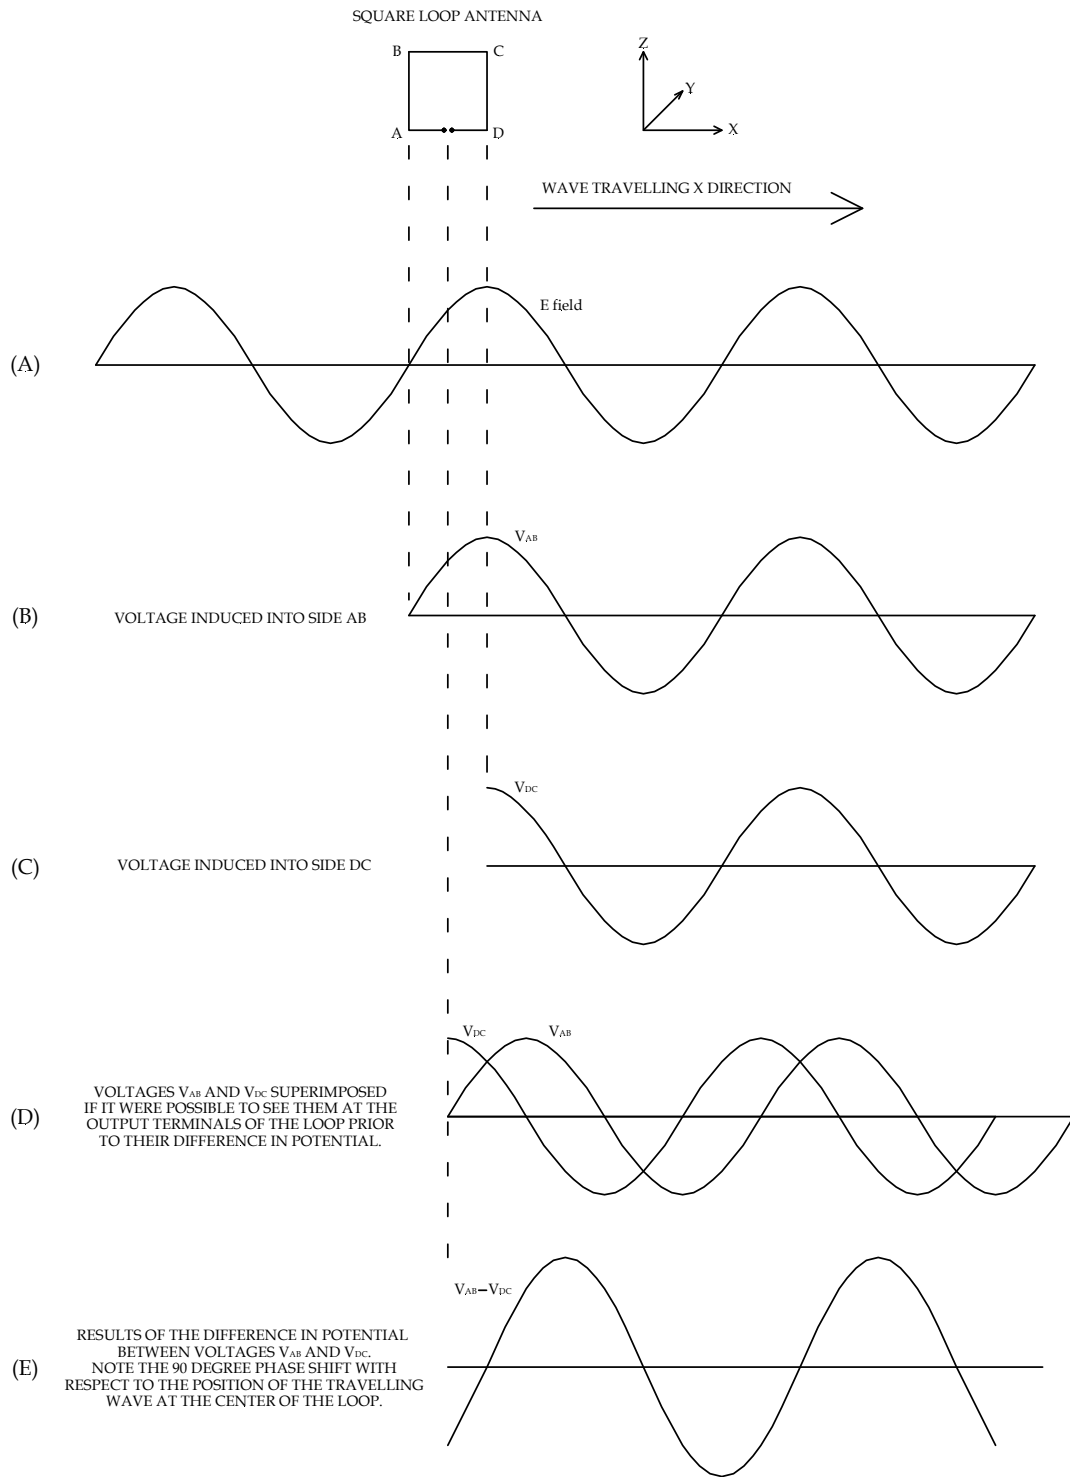 SQUARE LOOP ANTENNA
B
C
A
D
Z
Y
X
WAVE TRAVELLING X DIRECTION
(A)
E field
(B)
VOLTAGE INDUCED INTO SIDE AB
VAB
(C)
VOLTAGE INDUCED INTO SIDE DC
VDC
(D)
VOLTAGES VAB AND VDC SUPERIMPOSED
IF IT WERE POSSIBLE TO SEE THEM AT THE
OUTPUT TERMINALS OF THE LOOP PRIOR
TO THEIR DIFFERENCE IN POTENTIAL.
VDC
VAB
(E)
RESULTS OF THE DIFFERENCE IN POTENTIAL
BETWEEN VOLTAGES VAB AND VDC.
NOTE THE 90 DEGREE PHASE SHIFT WITH
RESPECT TO THE POSITION OF THE TRAVELLING
WAVE AT THE CENTER OF THE LOOP.
VAB–VDC